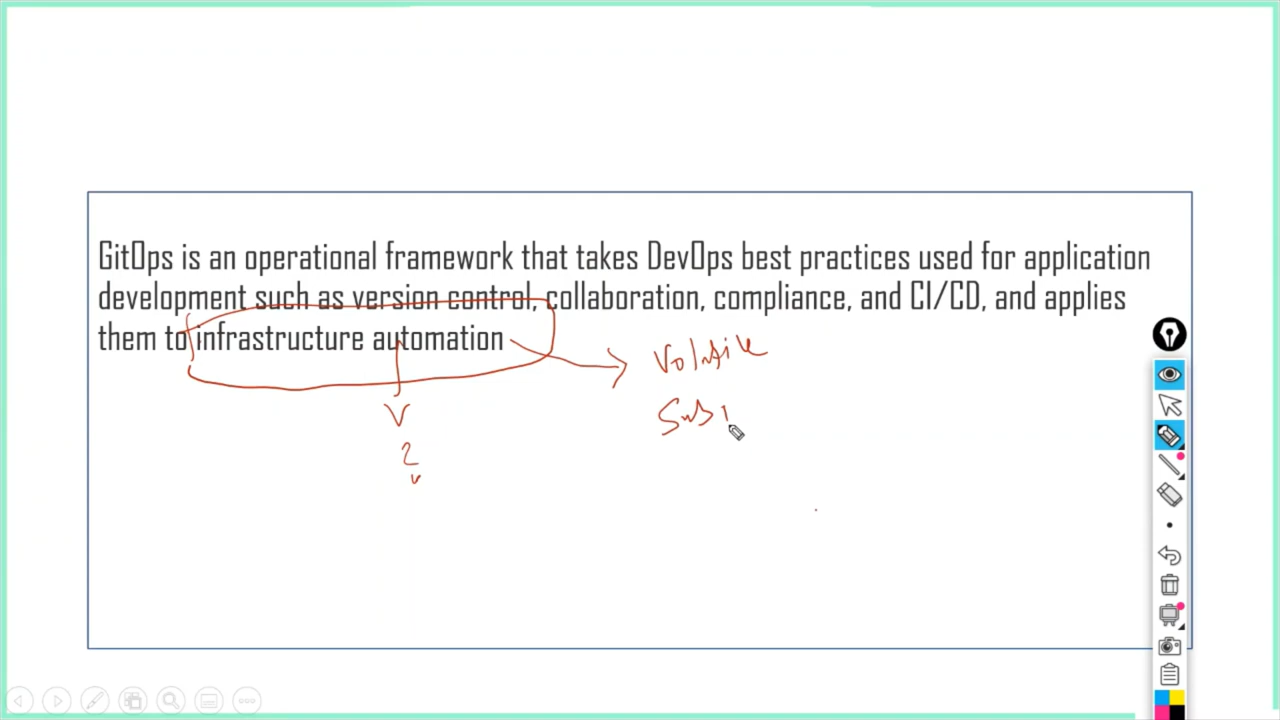 GitOps is an operational framework that takes DevOps best practices used for application
development such as version control, collaboration, compliance, and CI/CD, and applies
them to infrastructure automation
Volatile
V
?